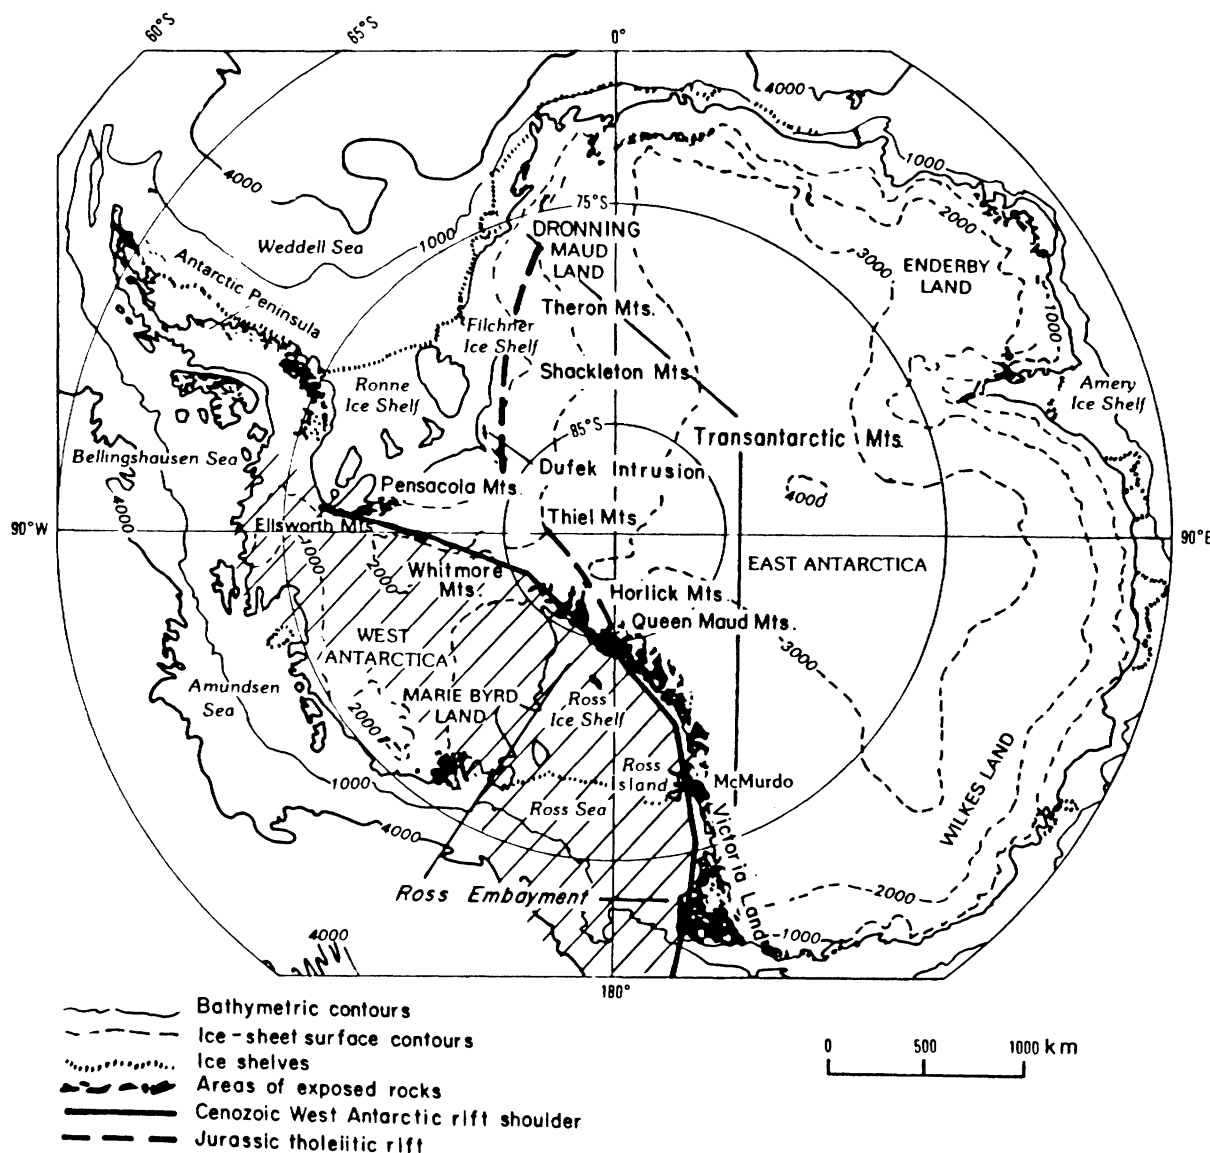 60°S
65°S
0°
4000
1000
4000
75°S
2000
DRONNING
MAUD
LAND
Weddell Sea
1000
3000
ENDERBY
LAND
Antarctic Peninsula
Theron Mts.
1000
Filchner
Ice Shelf
Shackleton Mts.
Ronne
Ice Shelf
Amery
Ice Shelf
85°S
Transantarctic Mts.
Bellingshausen Sea
Dufek Intrusion
Pensacola Mts.
400d
4000
Thiel Mts.
90°W
Ellsworth Mts.
90°E
1000
EAST ANTARCTICA
2000
Whitmore
Mts.
Horlick Mts.
Queen Maud Mts.
WEST
ANTARCTICA
3000
Amundsen
Sea
MARIE BYRD
LAND
Ross
Ice Shelf
2000
Ross
Island
McMurdo
1000
Ross Sea
WILKES LAND
4000
Victoria Land
Ross Embayment
2000
4000
1000
180°
Bathymetric contours
Ice-sheet surface contours
Ice shelves
Areas of exposed rocks
Cenozoic West Antarctic rift shoulder
Jurassic tholeiitic rift
0 500 1000 km